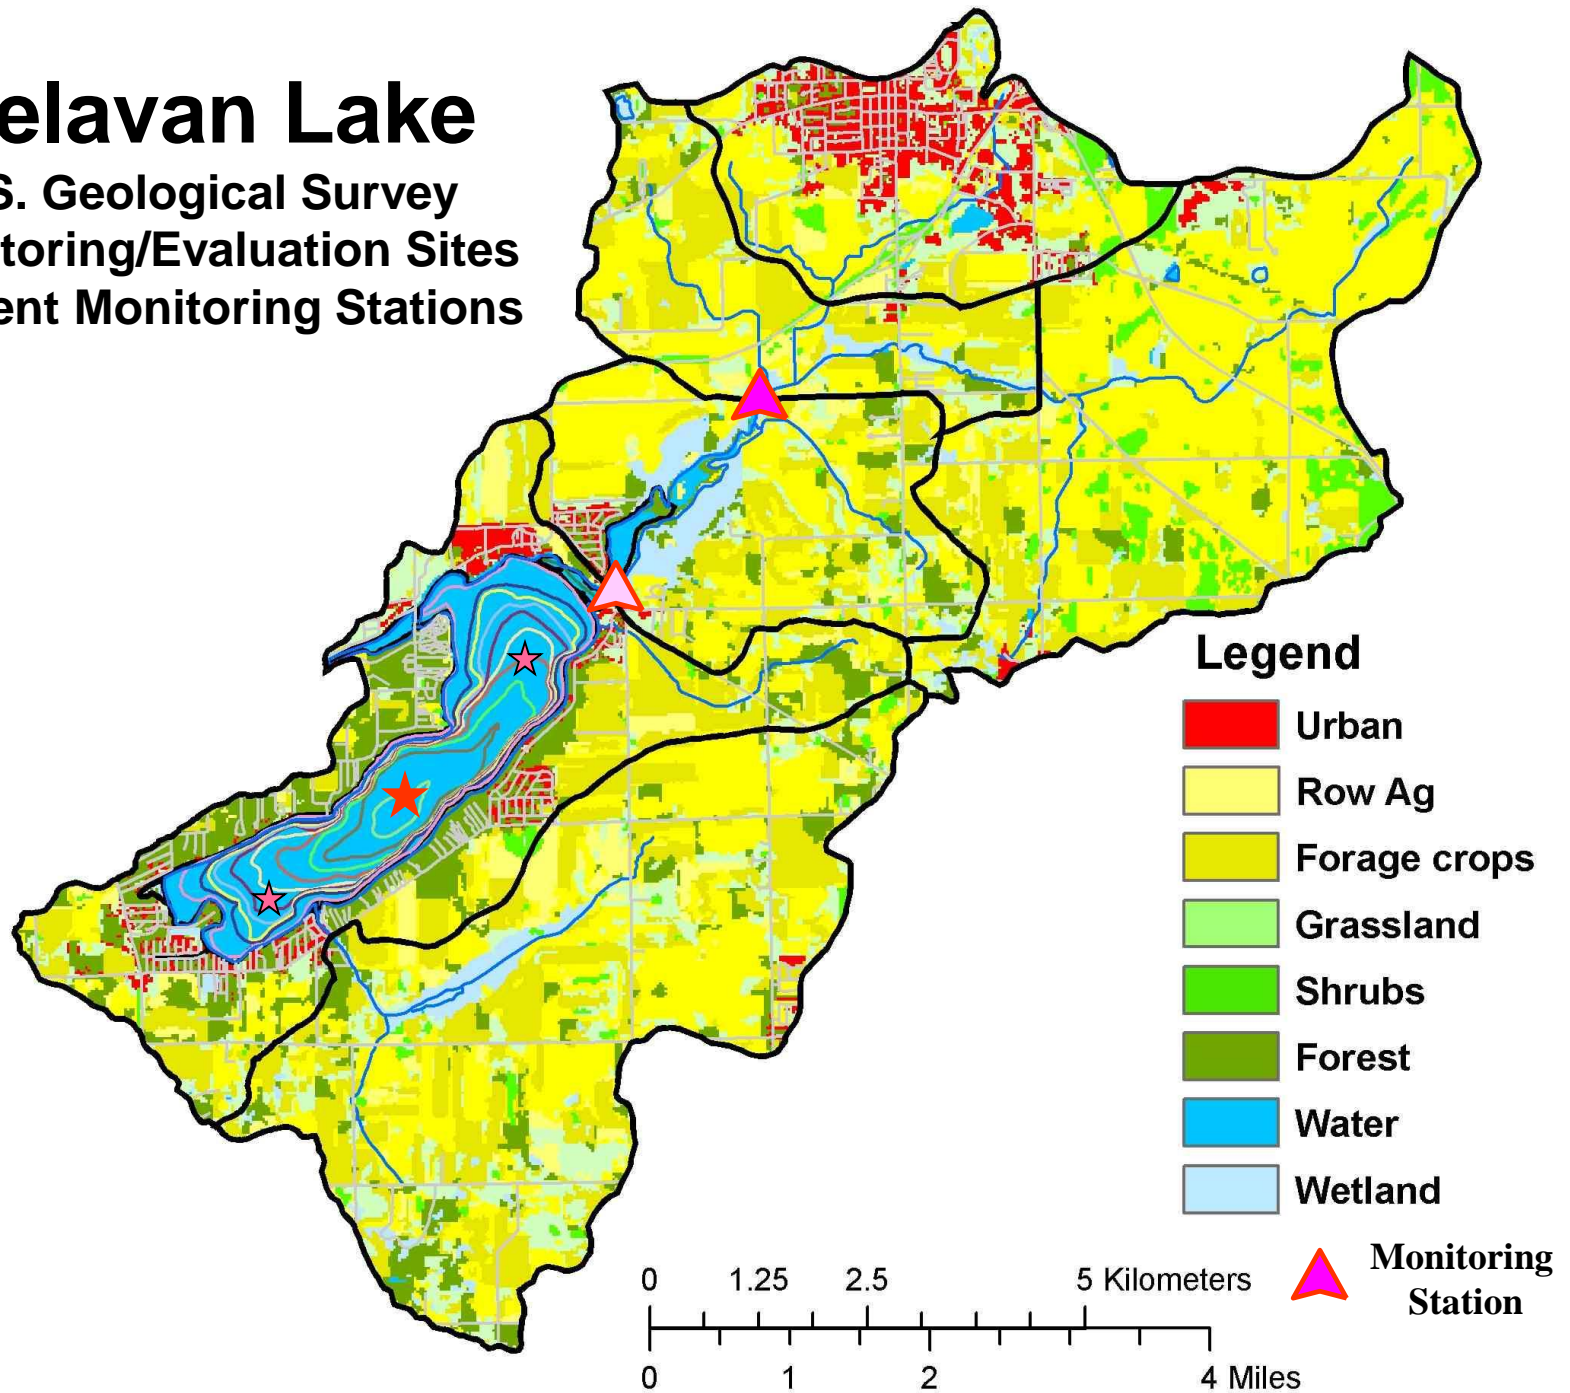 elavan Lake
S. Geological Survey
toring/Evaluation Sites
ent Monitoring Stations
Legend
Urban
Row Ag
Forage crops
Grassland
Shrubs
Forest
Water
Wetland
Monitoring
Station
0 1.25 2.5 5 Kilometers
0 1 2 4 Miles